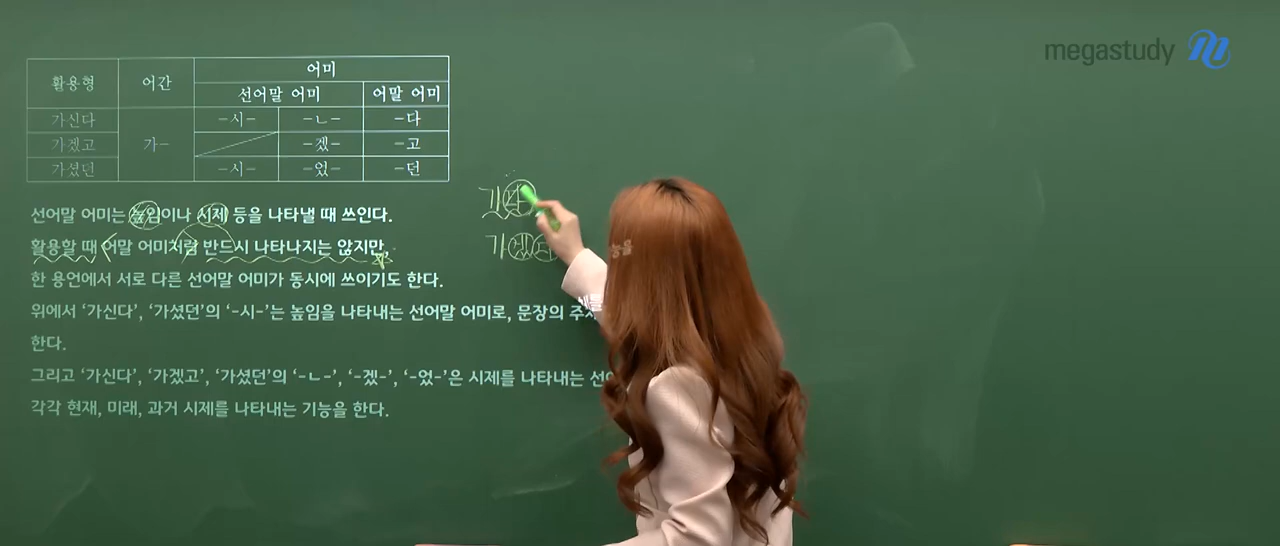 megastudy
활용형 어간 어미
선어말 어미 어말 어미
가신다 -시- -ㄴ- -다
가겠고 가- -겠- -고
가셨던 -시- -었- -던
선어말 어미는 높임이나 시제 등을 나타낼 때 쓰인다.
활용할 때 어말 어미처럼 반드시 나타나지는 않지만,
한 용언에서 서로 다른 선어말 어미가 동시에 쓰이기도 한다.
위에서 ‘가신다’, ‘가셨던’의 ‘-시-’는 높임을 나타내는 선어말 어미로, 문장의
한다.
그리고 ‘가신다’, ‘가겠고’, ‘가셨던’의 ‘-ㄴ-’, ‘-겠-’, ‘-었-’은 시제를 나타내는
각각 현재, 미래, 과거 시제를 나타내는 기능을 한다.
가
가겠